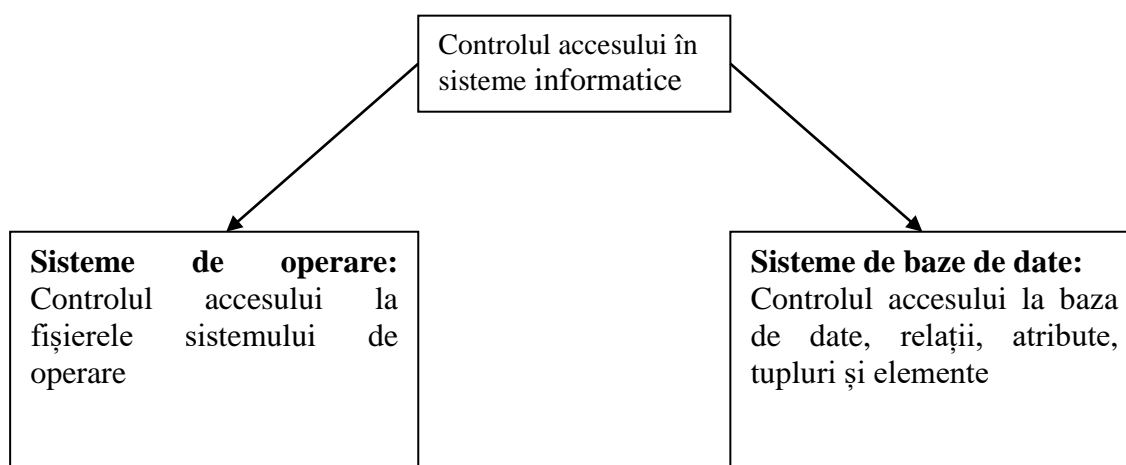 Controlul accesului în
sisteme informatice
Sisteme de operare:
Controlul accesului la
fișierele sistemului de
operare
Sisteme de baze de date:
Controlul accesului la baza
de date, relații, atribute,
tupluri și elemente